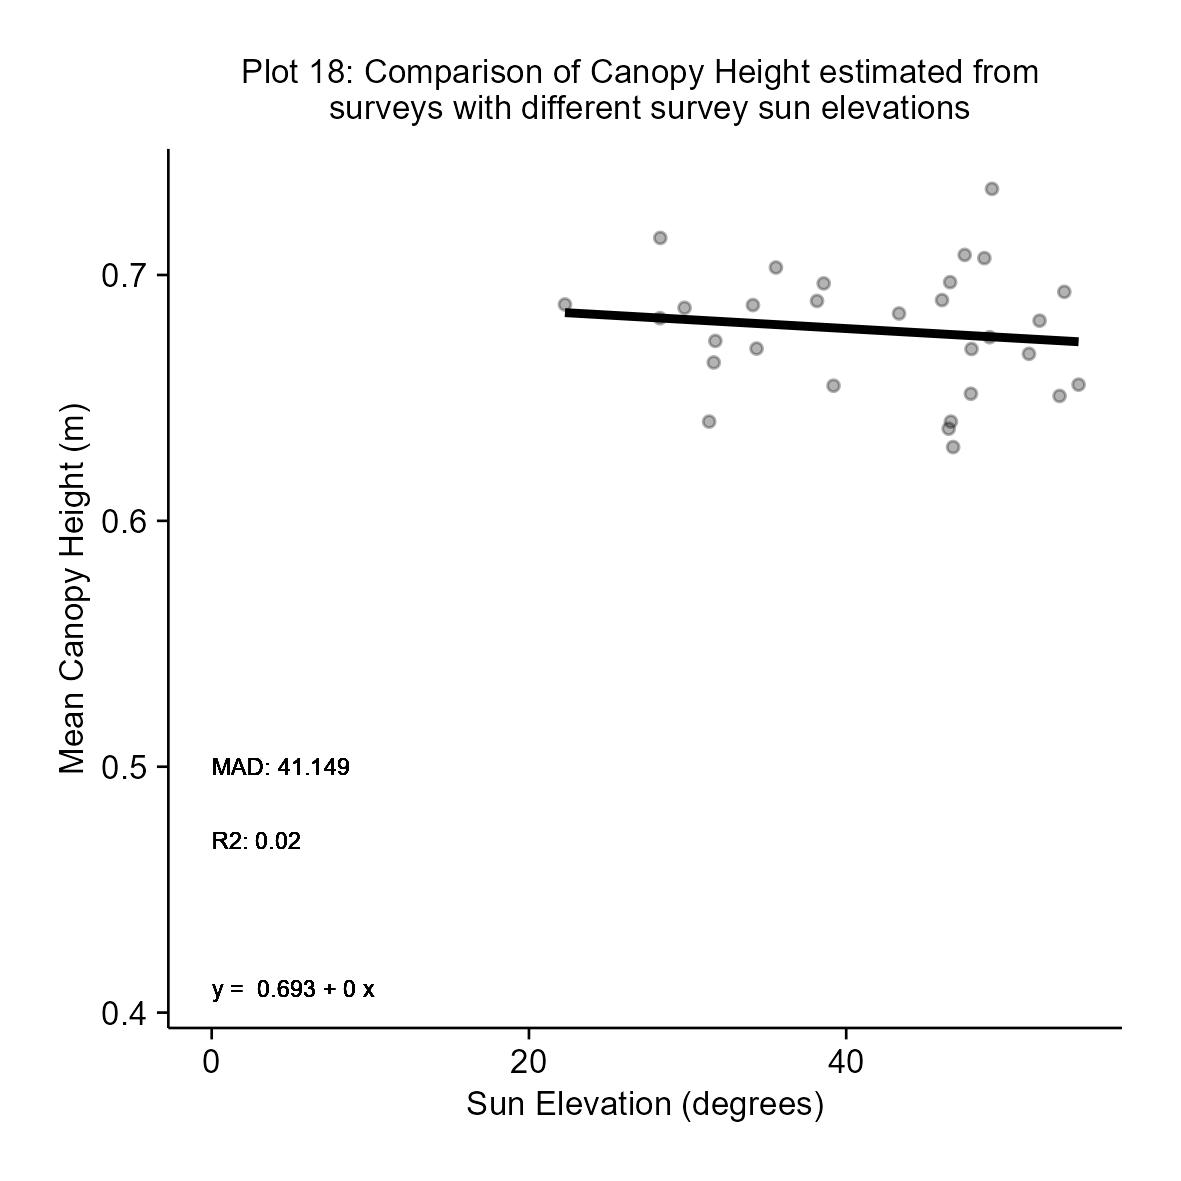 Plot 18: Comparison of Canopy Height estimated from
surveys with different survey sun elevations
Mean Canopy Height (m)
0.7
0.6
0.5
0.4
MAD: 41.149
R2: 0.02
y =  0.693 + 0 x
0
20
40
Sun Elevation (degrees)